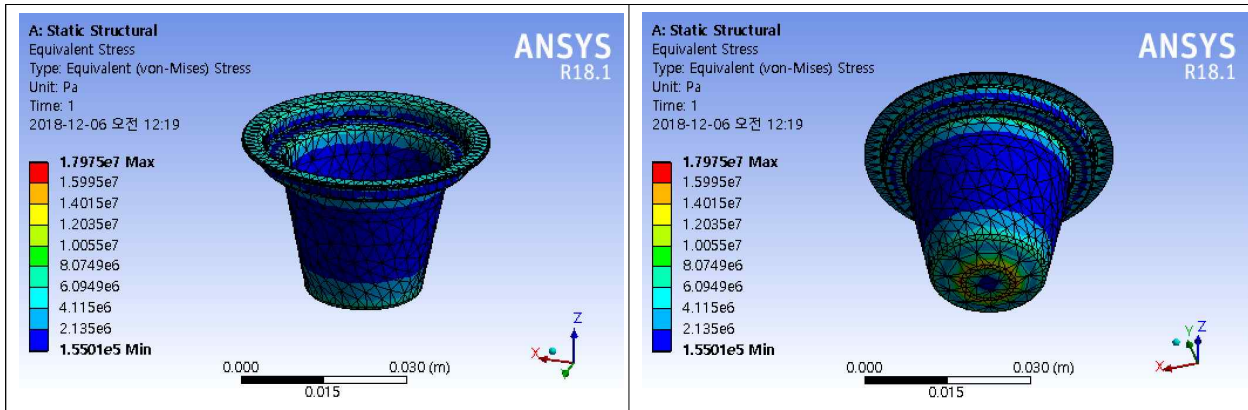 A: Static Structural
Equivalent Stress
Type: Equivalent (von-Mises) Stress
Unit: Pa
Time: 1
2018-12-06 오전 12:19
ANSYS
R18.1
1.7975e7 Max
1.5995e7
1.4015e7
1.2035e7
1.0055e7
8.0749e6
6.0949e6
4.115e6
2.135e6
1.5501e5 Min
Z
X
Y
0.000
0.030 (m)
0.015
A: Static Structural
Equivalent Stress
Type: Equivalent (von-Mises) Stress
Unit: Pa
Time: 1
2018-12-06 오전 12:19
ANSYS
R18.1
1.7975e7 Max
1.5995e7
1.4015e7
1.2035e7
1.0055e7
8.0749e6
6.0949e6
4.115e6
2.135e6
1.5501e5 Min
Y
Z
X
0.000
0.030 (m)
0.015